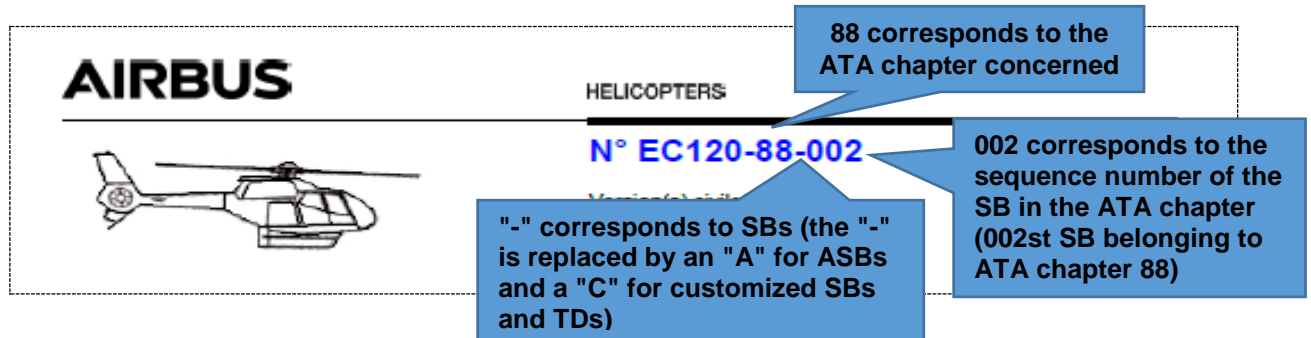 88 corresponds to the
ATA chapter concerned
AIRBUS
HELICOPTERS
N° EC120-88-002
002 corresponds to the
sequence number of the
SB in the ATA chapter
(002st SB belonging to
ATA chapter 88)
"-" corresponds to SBs (the "-"
is replaced by an "A" for ASBs
and a "C" for customized SBs
and TDs)